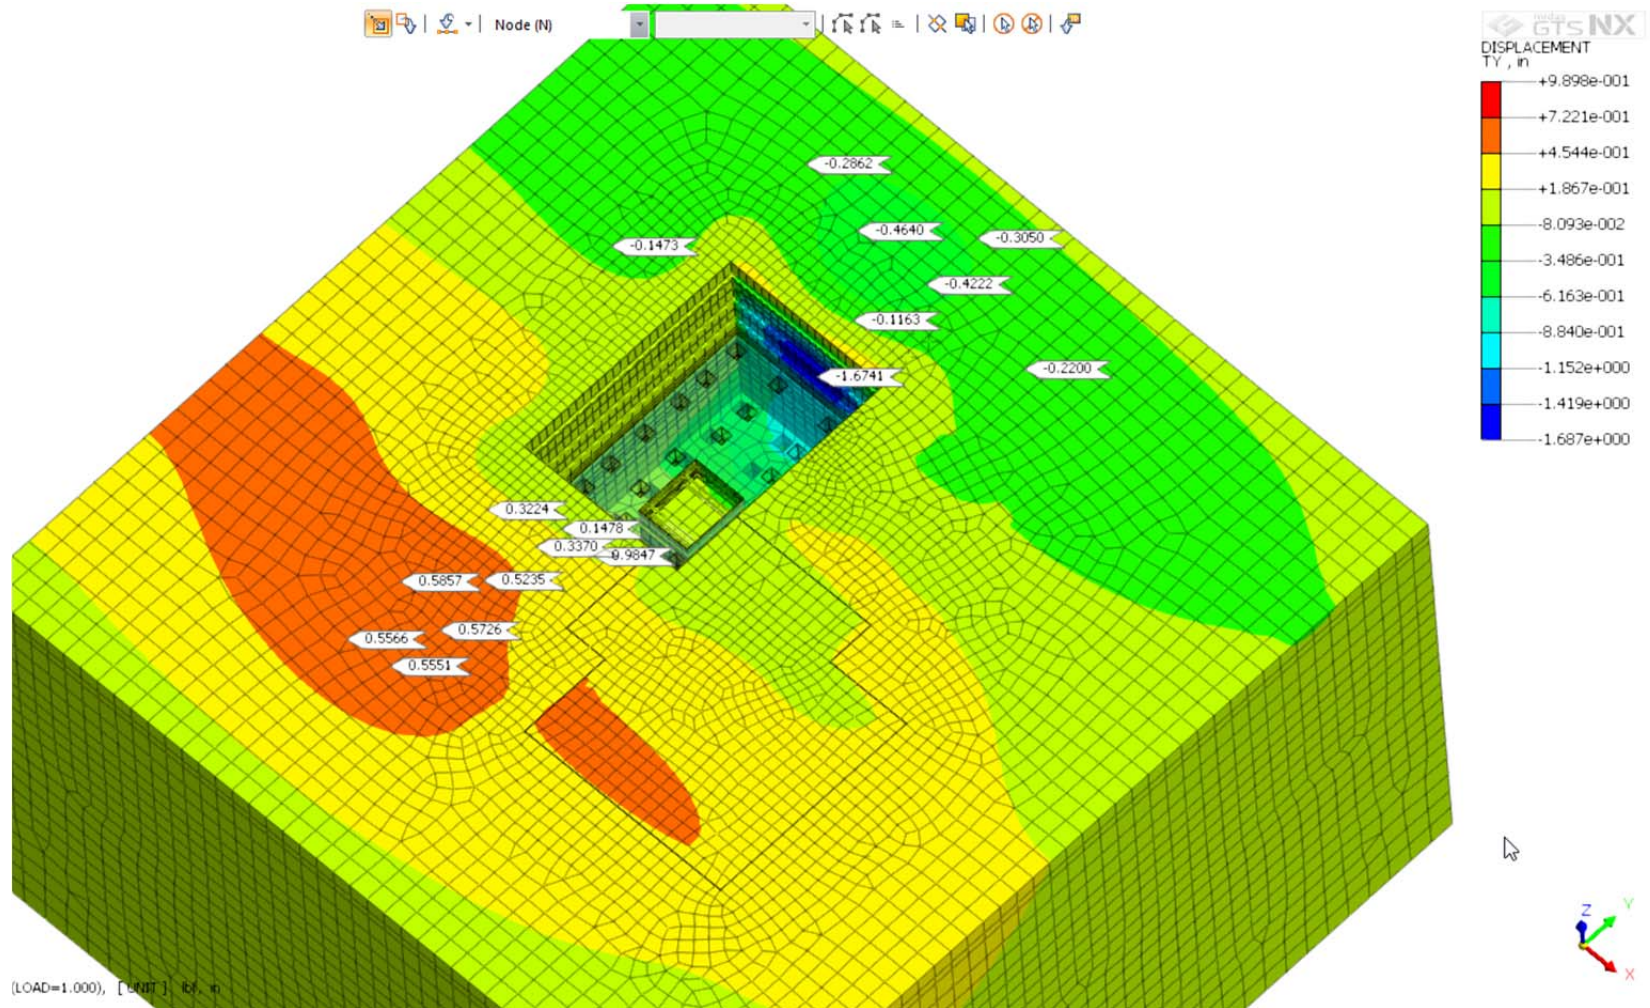 Node (N)
midas
GTS NX
DISPLACEMENT
TY , in
+9.898e-001
+7.221e-001
+4.544e-001
+1.867e-001
-8.093e-002
-3.486e-001
-6.163e-001
-8.840e-001
-1.152e+000
-1.419e+000
-1.687e+000
-0.2862
-0.4640
-0.3050
-0.1473
-0.4222
-0.1163
-0.2200
-1.6741
0.3224
0.1478
0.3370
0.9847
0.5857
0.5235
0.5726
0.5566
0.5551
Z
Y
X
(LOAD=1.000), [UNIT] lbf, in